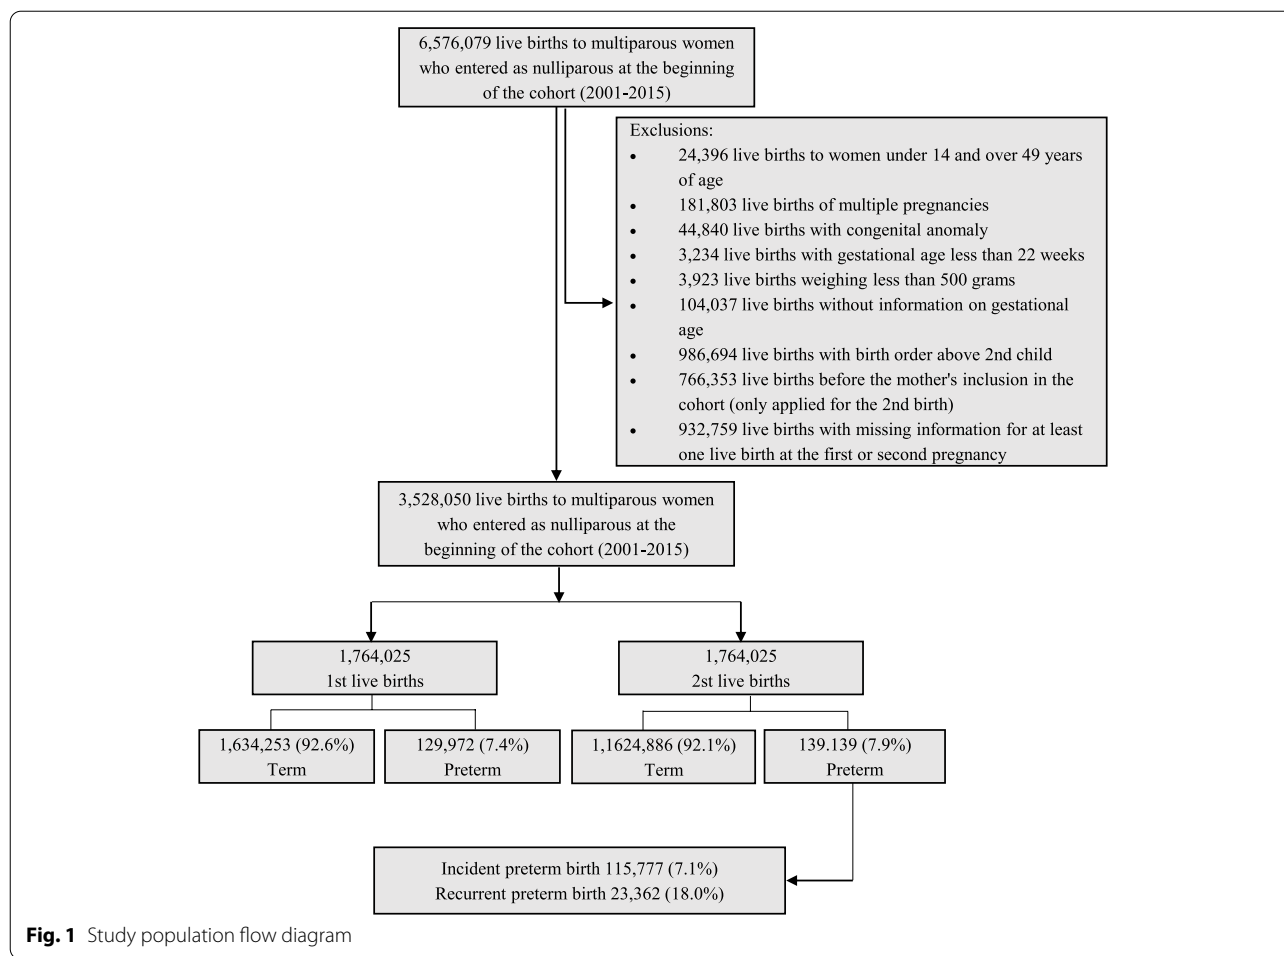 6,576,079 live births to multiparous women
who entered as nulliparous at the beginning
of the cohort (2001-2015)
Exclusions:
• 24,396 live births to women under 14 and over 49 years
of age
• 181,803 live births of multiple pregnancies
• 44,840 live births with congenital anomaly
• 3,234 live births with gestational age less than 22 weeks
• 3,923 live births weighing less than 500 grams
• 104,037 live births without information on gestational
age
• 986,694 live births with birth order above 2nd child
• 766,353 live births before the mother's inclusion in the
cohort (only applied for the 2nd birth)
• 932,759 live births with missing information for at least
one live birth at the first or second pregnancy
3,528,050 live births to multiparous women
who entered as nulliparous at the
beginning of the cohort (2001-2015)
1,764,025
1st live births
1,764,025
2st live births
1,634,253 (92.6%)
Term
129,972 (7.4%)
Preterm
1,1624,886 (92.1%)
Term
139.139 (7.9%)
Preterm
Incident preterm birth 115,777 (7.1%)
Recurrent preterm birth 23,362 (18.0%)
Fig. 1 Study population flow diagram